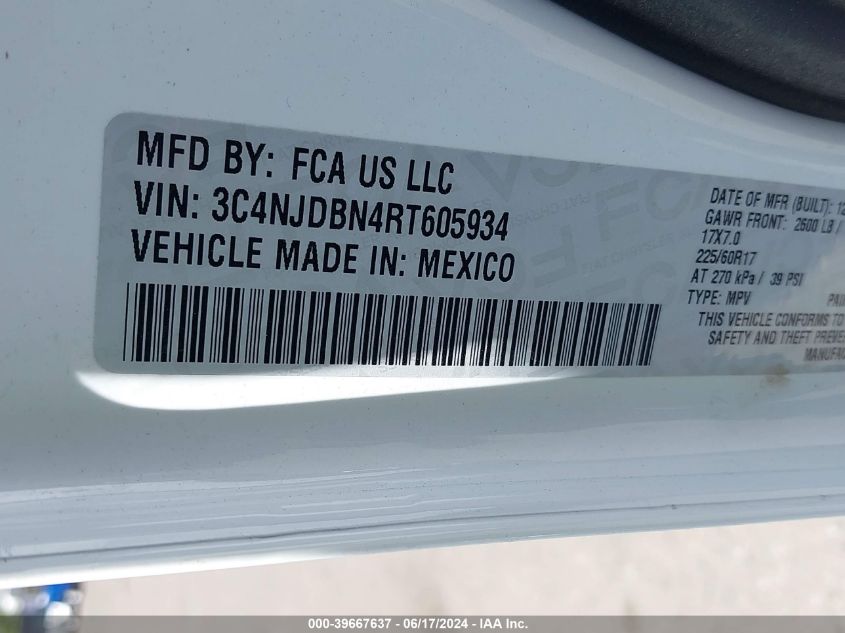 MFD BY: FCA US LLC
VIN: 3C4NJDBN4RT605934
VEHICLE MADE IN: MEXICO
DATE OF MFR (BUILT): 12
GAWR FRONT: 2600 LB /
17X7.0
225/60R17
AT 270 kPa / 39 PSI
TYPE: MPV
THIS VEHICLE CONFORMS TO
SAFETY AND THEFT
000-39667637 - 06/17/2024 - IAA Inc.